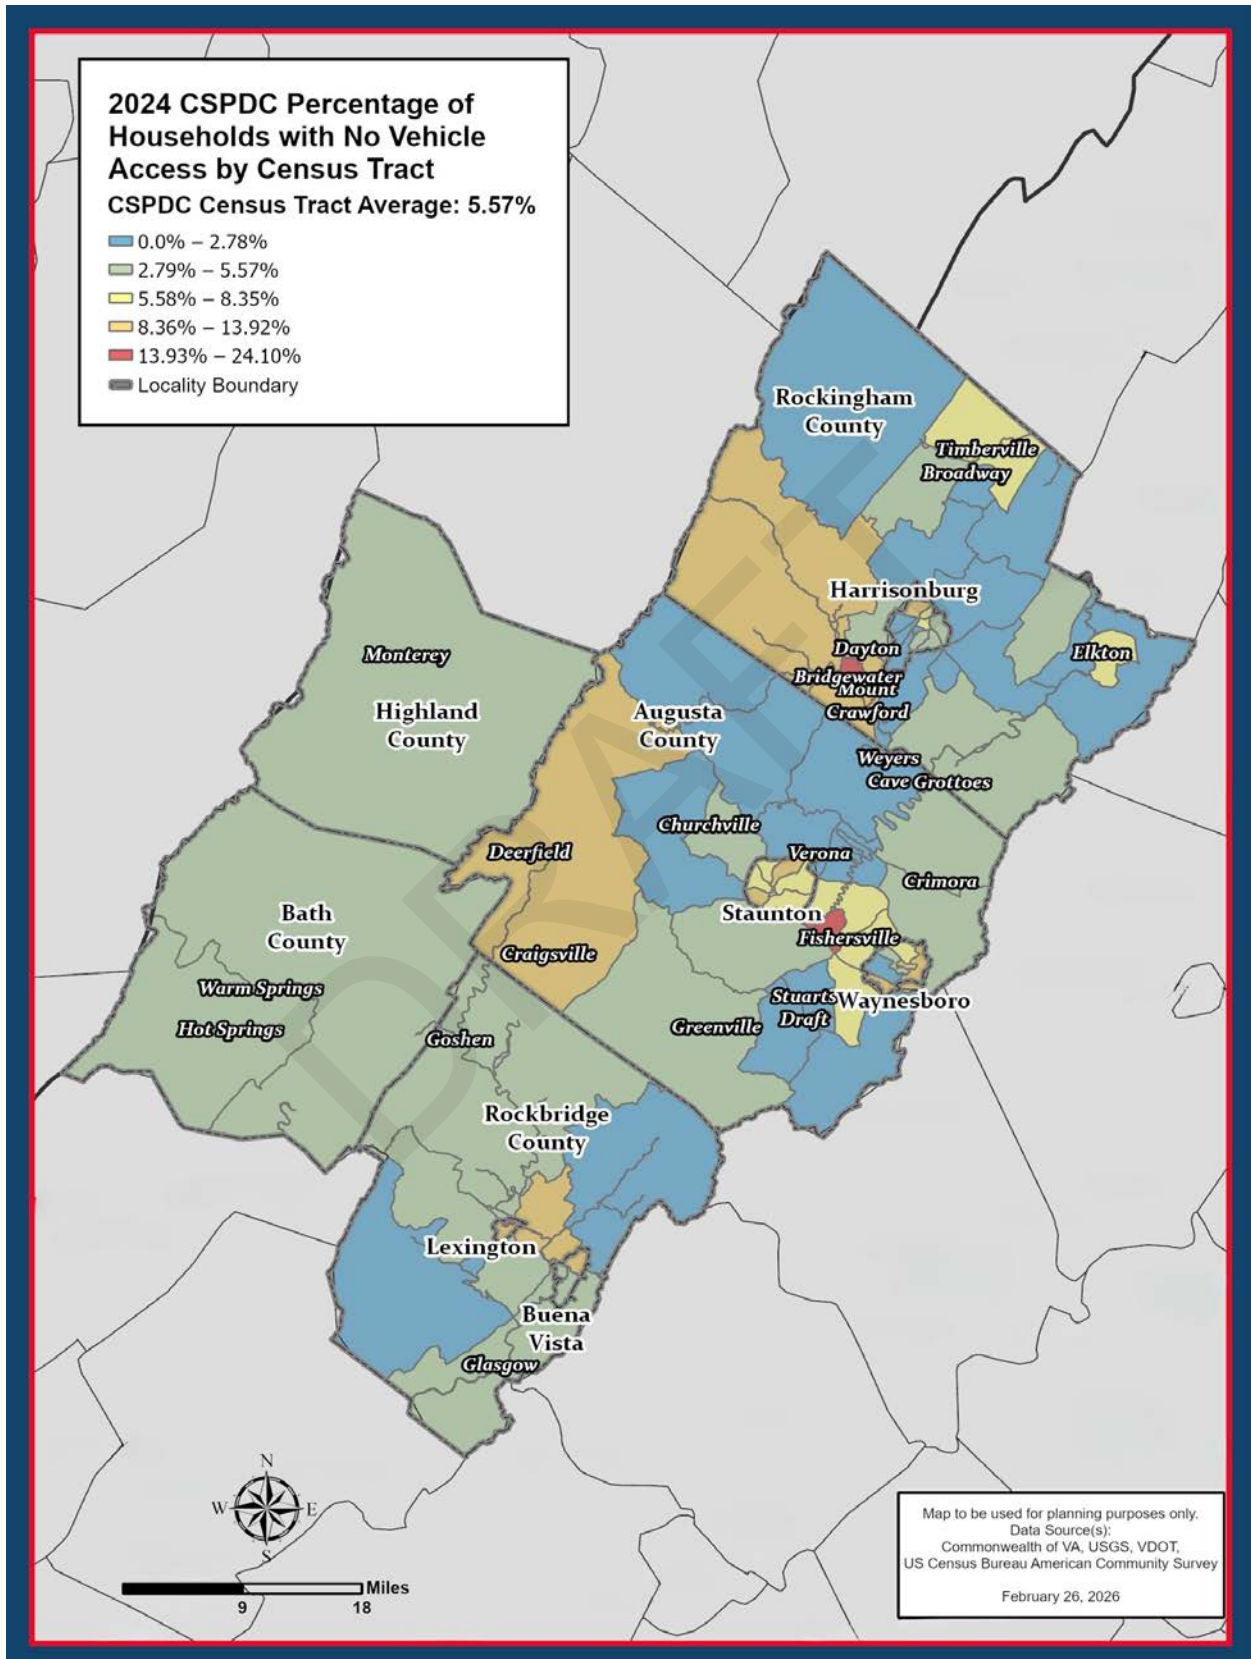 2024 CSPDC Percentage of
Households with No Vehicle
Access by Census Tract
CSPDC Census Tract Average: 5.57%
0.0% – 2.78%
2.79% – 5.57%
5.58% – 8.35%
8.36% – 13.92%
13.93% – 24.10%
Locality Boundary
Rockingham
County
Timberville
Broadway
Harrisonburg
Dayton
Elkton
Bridgewater
Mount
Crawford
Monterey
Highland
County
Augusta
County
Weyers
Cave
Grottoes
Churchville
Deerfield
Verona
Crimora
Bath
County
Staunton
Fishersville
Craigsville
Warm Springs
Stuarts
Draft
Waynesboro
Hot Springs
Greenville
Goshen
Rockbridge
County
Lexington
Buena
Vista
Glasgow
DRAFT
N
W
E
S
Miles
9
18
Map to be used for planning purposes only.
Data Source(s):
Commonwealth of VA, USGS, VDOT,
US Census Bureau American Community Survey
February 26, 2026